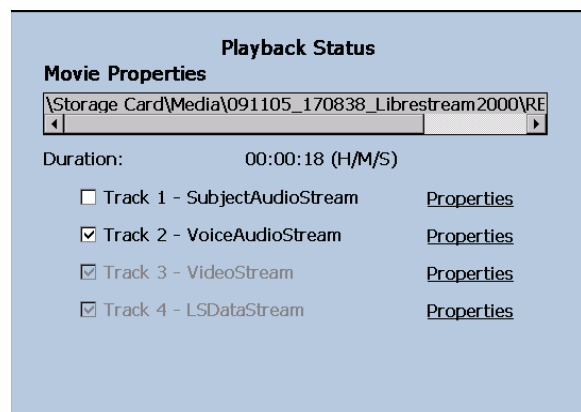 Playback Status
Movie Properties
\Storage Card\Media\091105_170838_Librestream2000\RE
Duration: 00:00:18 (H/M/S)
Track 1 - SubjectAudioStream Properties
Track 2 - VoiceAudioStream Properties
Track 3 - VideoStream Properties
Track 4 - LSDataStream Properties